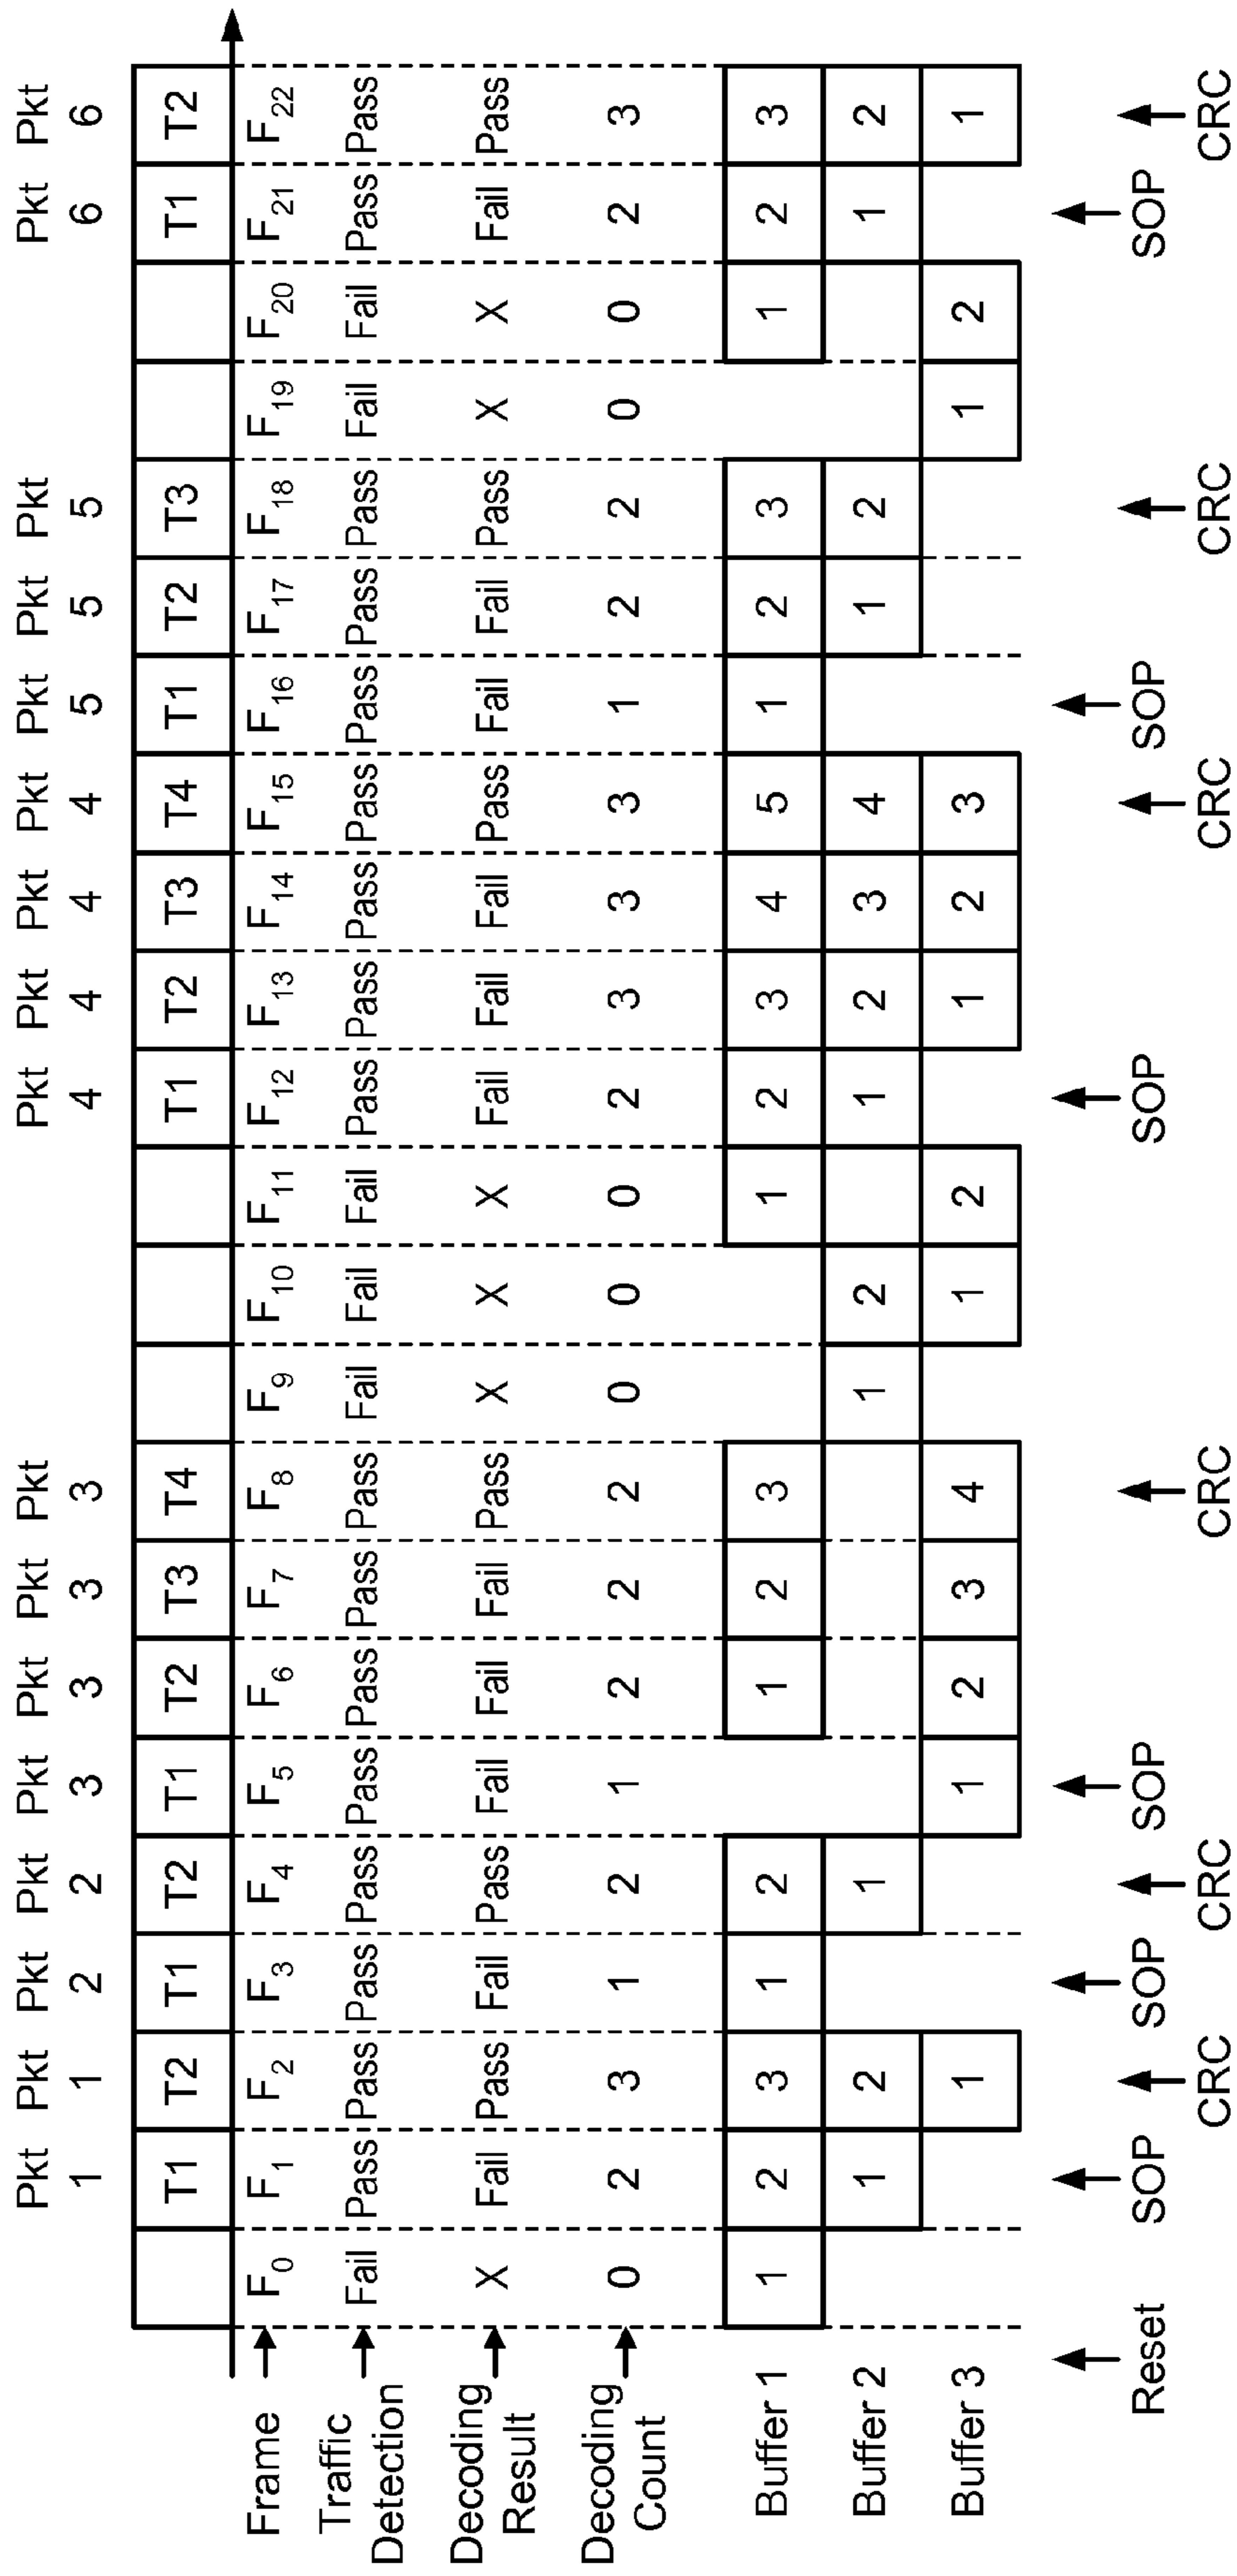 Pkt Pkt Pkt Pkt Pkt Pkt Pkt Pkt Pkt Pkt Pkt Pkt Pkt Pkt Pkt Pkt Pkt
1 1 2 2 3 3 3 3 4 4 4 4 5 5 5 6 6
T1 T2 T1 T2 T1 T2 T3 T4 T1 T2 T3 T4 T1 T2 T3 T1 T2
Frame F0 F1 F2 F3 F4 F5 F6 F7 F8 F9 F10 F11 F12 F13 F14 F15 F16 F17 F18 F19 F20 F21 F22
Traffic
Detection Fail Pass Pass Pass Pass Pass Pass Pass Pass Fail Fail Fail Pass Pass Pass Pass Pass Pass Pass Fail Fail Pass Pass
Decoding
Result X Fail Pass Fail Pass Fail Fail Fail Pass X X X Fail Fail Fail Pass Fail Fail Pass X X Fail Pass
Decoding
Count 0 2 3 1 2 1 2 2 2 0 0 0 2 3 3 3 1 2 2 0 0 2 3
Buffer 1 1 2 3 1 2 1 2 3 1 2 3 4 5 1 2 3 1 2 3
Buffer 2 1 2 1 1 2 1 2 3 4 1 2 1 2
Buffer 3 1 1 2 3 4 1 2 1 2 3 1 2 1
Reset SOP SOP SOP SOP SOP SOP
CRC CRC CRC CRC CRC CRC